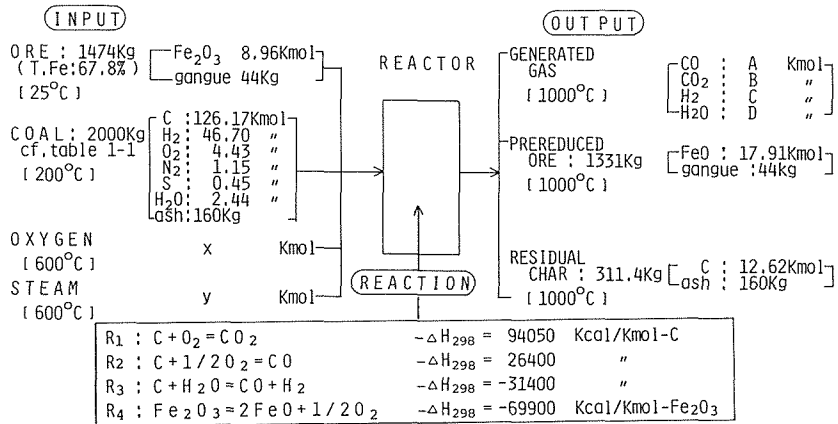 INPUT
ORE : 1474Kg
(T.Fe:67.8%)
[25°C]
Fe₂O₃ 8.96Kmol
gangue 44Kg
COAL: 2000Kg
cf.table 1-1
[200°C]
C :126.17Kmol
H₂: 46.70 〃
O₂: 4.43 〃
N₂: 1.15 〃
S : 0.45 〃
H₂O: 2.44 〃
ash:160Kg
OXYGEN x Kmol
[600°C]
STEAM y Kmol
[600°C]
REACTOR
REACTION
OUTPUT
GENERATED
GAS
[1000°C]
CO : A Kmol
CO₂ : B 〃
H₂ : C 〃
H₂O : D 〃
PREREDUCED
ORE : 1331Kg
[1000°C]
FeO : 17.91Kmol
gangue :44kg
RESIDUAL
CHAR : 311.4Kg
[1000°C]
C : 12.62Kmol
ash : 160Kg
R₁ : C+O₂=CO₂ -ΔH₂₉₈ = 94050 Kcal/Kmol-C
R₂ : C+1/2O₂=CO -ΔH₂₉₈ = 26400 〃
R₃ : C+H₂O=CO+H₂ -ΔH₂₉₈ = -31400 〃
R₄ : Fe₂O₃=2FeO+1/2O₂ -ΔH₂₉₈ = -69900 Kcal/Kmol-Fe₂O₃